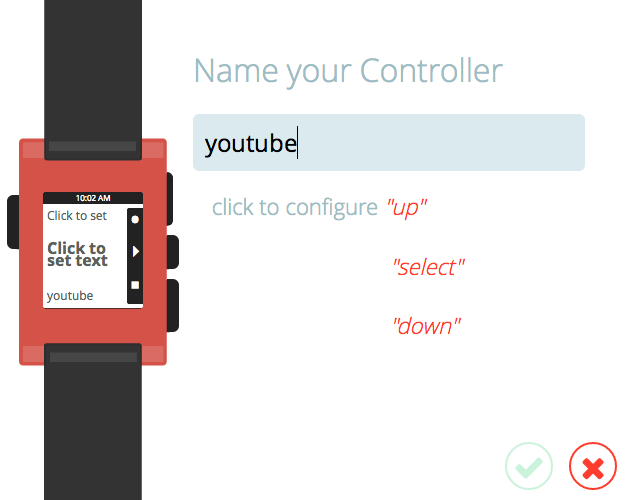 Name your Controller
youtube
click to configure "up"
"select"
"down"
10:02 AM
Click to set
Click to
set text
youtube